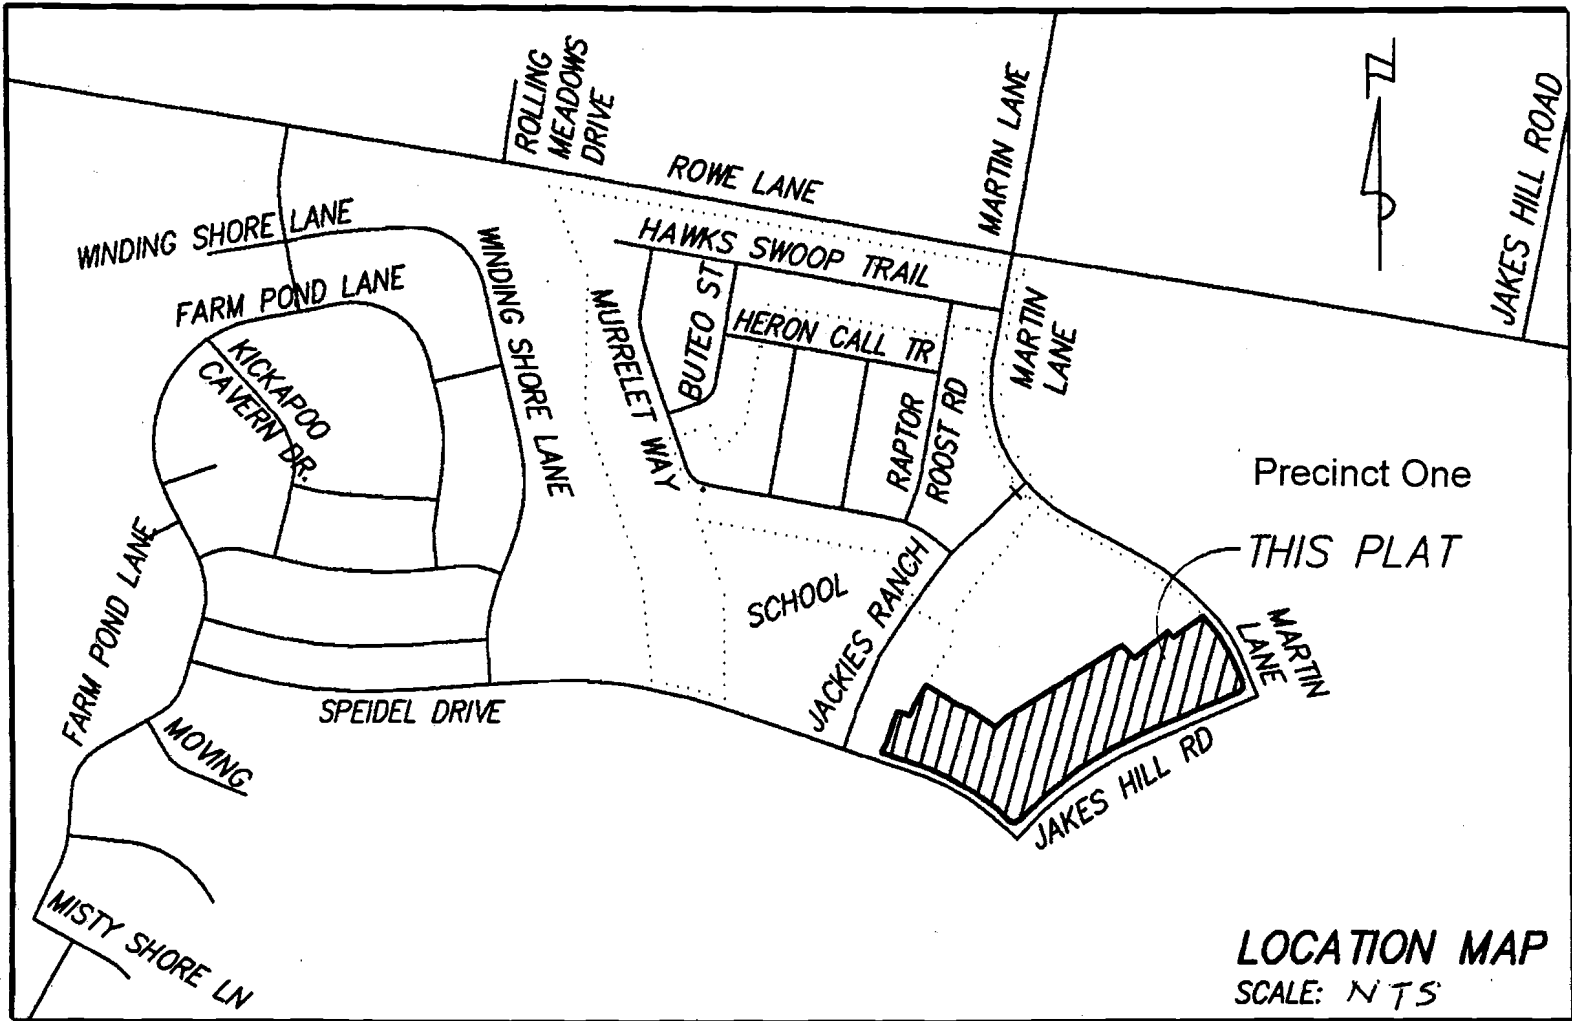 ROLLING
MEADOWS
DRIVE
MARTIN LANE
N
JAKES HILL ROAD
ROWE LANE
WINDING SHORE LANE
HAWKS SWOOP TRAIL
WINDING SHORE LANE
FARM POND LANE
BUTEO ST
MURRELET WAY
HERON CALL TR
MARTIN
LANE
KICKAPOO
CAVERN DR.
RAPTOR
ROOST RD
Precinct One
THIS PLAT
FARM POND LANE
SCHOOL
JACKIES RANCH
MARTIN
LANE
SPEIDEL DRIVE
MOVING
JAKES HILL RD
MISTY SHORE LN
LOCATION MAP
SCALE: NTS